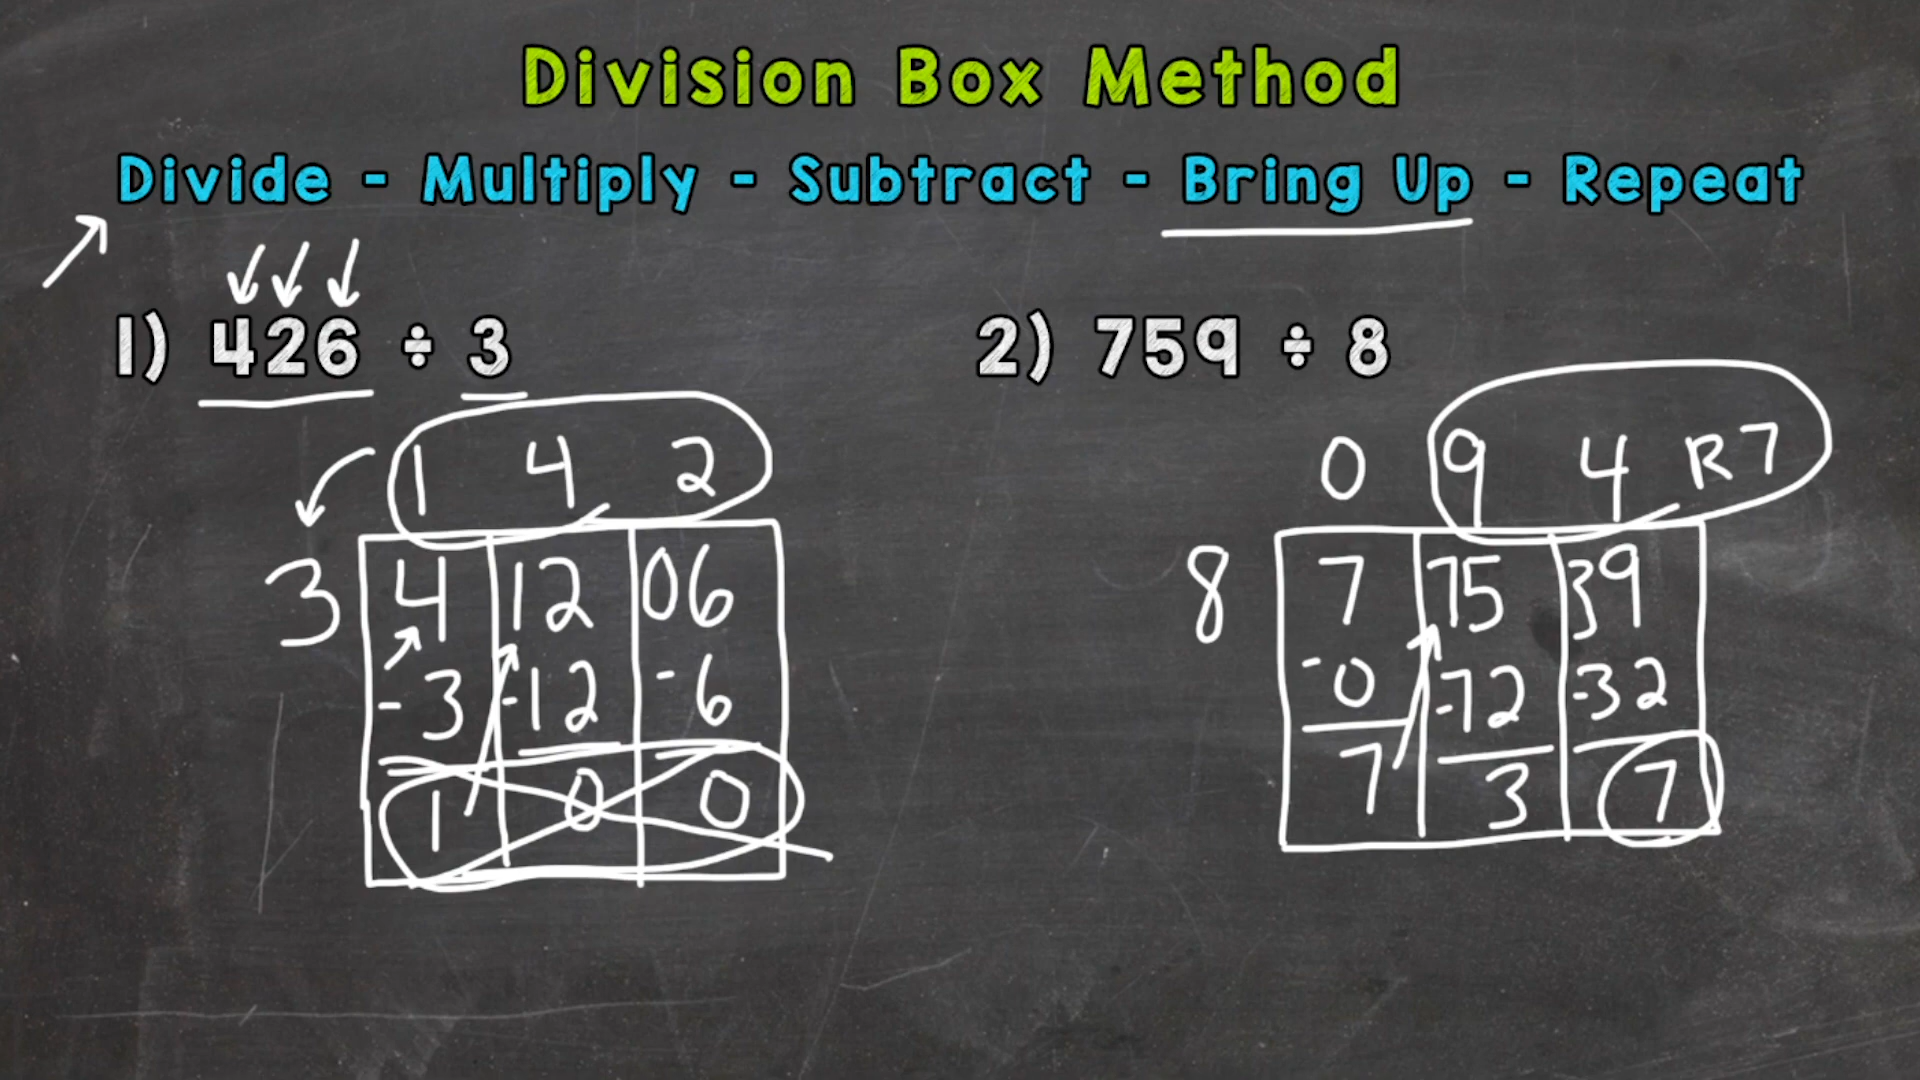 Division Box Method
Divide - Multiply - Subtract - Bring Up - Repeat
1) 426 ÷ 3
1 4 2
3 4 12 06
- 3 -12 - 6
1 0 0
2) 759 ÷ 8
0 9 4 R7
8 7 75 39
-0 -72 -32
7 3 7